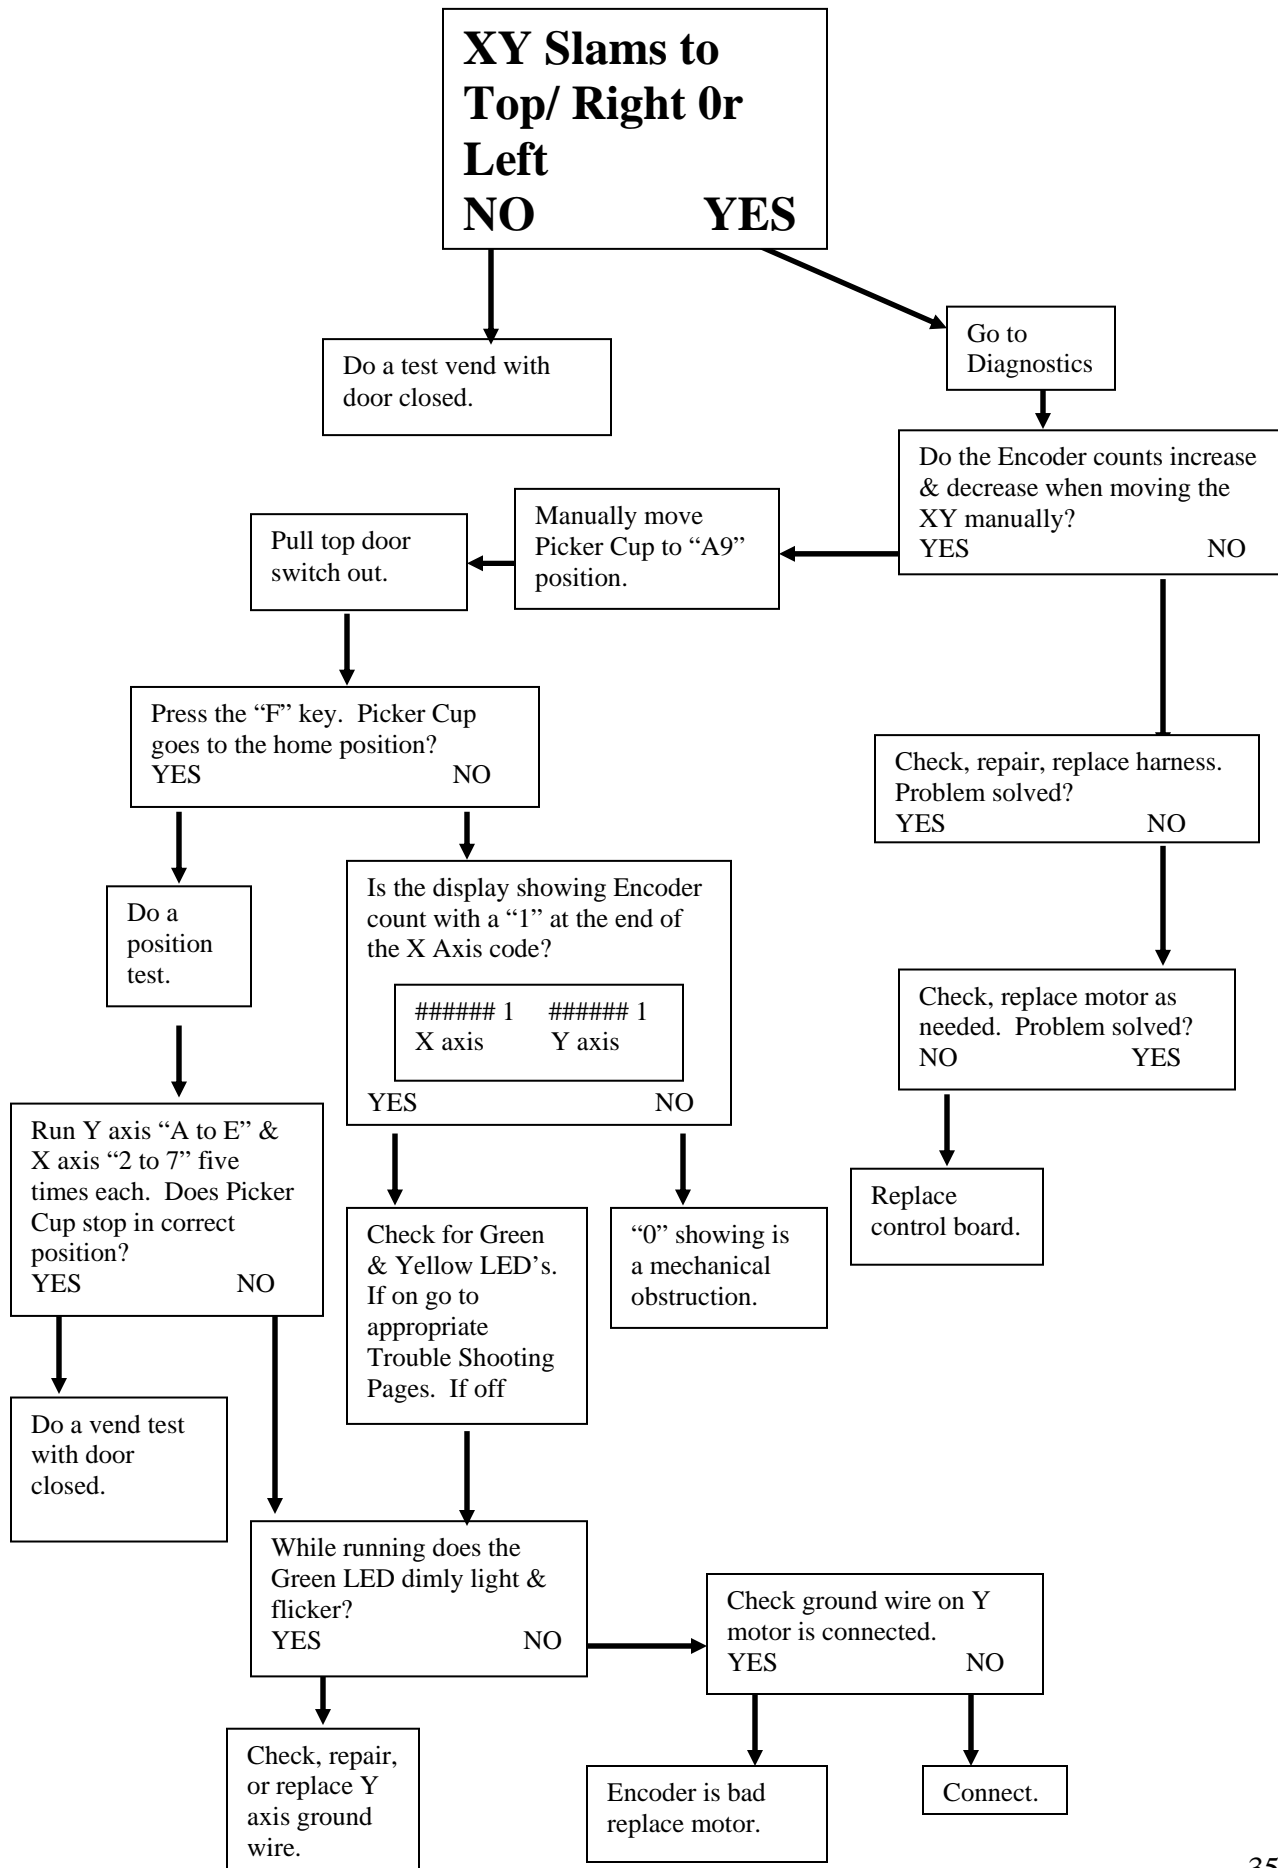 XY Slams to
Top/ Right 0r
Left
NO YES
Do a test vend with
door closed.
Go to
Diagnostics
Do the Encoder counts increase
& decrease when moving the
XY manually?
YES NO
Manually move
Picker Cup to “A9”
position.
Pull top door
switch out.
Press the “F” key. Picker Cup
goes to the home position?
YES NO
Check, repair, replace harness.
Problem solved?
YES NO
Do a
position
test.
Is the display showing Encoder
count with a “1” at the end of
the X Axis code?
###### 1 ###### 1
X axis Y axis
YES NO
Check, replace motor as
needed. Problem solved?
NO YES
Run Y axis “A to E” &
X axis “2 to 7” five
times each. Does Picker
Cup stop in correct
position?
YES NO
Check for Green
& Yellow LED’s.
If on go to
appropriate
Trouble Shooting
Pages. If off
“0” showing is
a mechanical
obstruction.
Replace
control board.
Do a vend test
with door
closed.
While running does the
Green LED dimly light &
flicker?
YES NO
Check ground wire on Y
motor is connected.
YES NO
Check, repair,
or replace Y
axis ground
wire.
Encoder is bad
replace motor.
Connect.
35